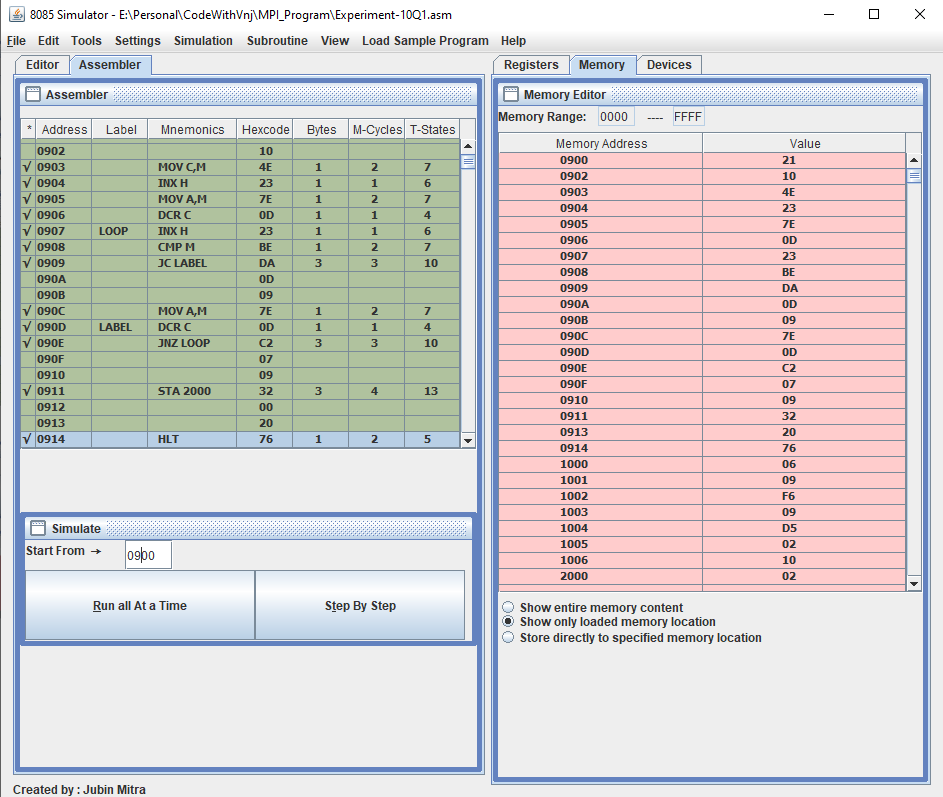 8085 Simulator - E:\Personal\CodeWithVnj\MPI_Program\Experiment-10Q1.asm
File Edit Tools Settings Simulation Subroutine View Load Sample Program Help
Editor Assembler
Assembler
* Address Label Mnemonics Hexcode Bytes M-Cycles T-States
0902 10
√ 0903 MOV C,M 4E 1 2 7
√ 0904 INX H 23 1 1 6
√ 0905 MOV A,M 7E 1 2 7
√ 0906 DCR C 0D 1 1 4
√ 0907 LOOP INX H 23 1 1 6
√ 0908 CMP M BE 1 2 7
√ 0909 JC LABEL DA 3 3 10
090A 0D
090B 09
√ 090C MOV A,M 7E 1 2 7
√ 090D LABEL DCR C 0D 1 1 4
√ 090E JNZ LOOP C2 3 3 10
090F 07
0910 09
√ 0911 STA 2000 32 3 4 13
0912 00
0913 20
√ 0914 HLT 76 1 2 5
Simulate
Start From → 0900
Run all At a Time Step By Step
Created by : Jubin Mitra
Registers Memory Devices
Memory Editor
Memory Range: 0000 ---- FFFF
Memory Address Value
0900 21
0902 10
0903 4E
0904 23
0905 7E
0906 0D
0907 23
0908 BE
0909 DA
090A 0D
090B 09
090C 7E
090D 0D
090E C2
090F 07
0910 09
0911 32
0913 20
0914 76
1000 06
1001 09
1002 F6
1003 09
1004 D5
1005 02
1006 10
2000 02
Show entire memory content
Show only loaded memory location
Store directly to specified memory location